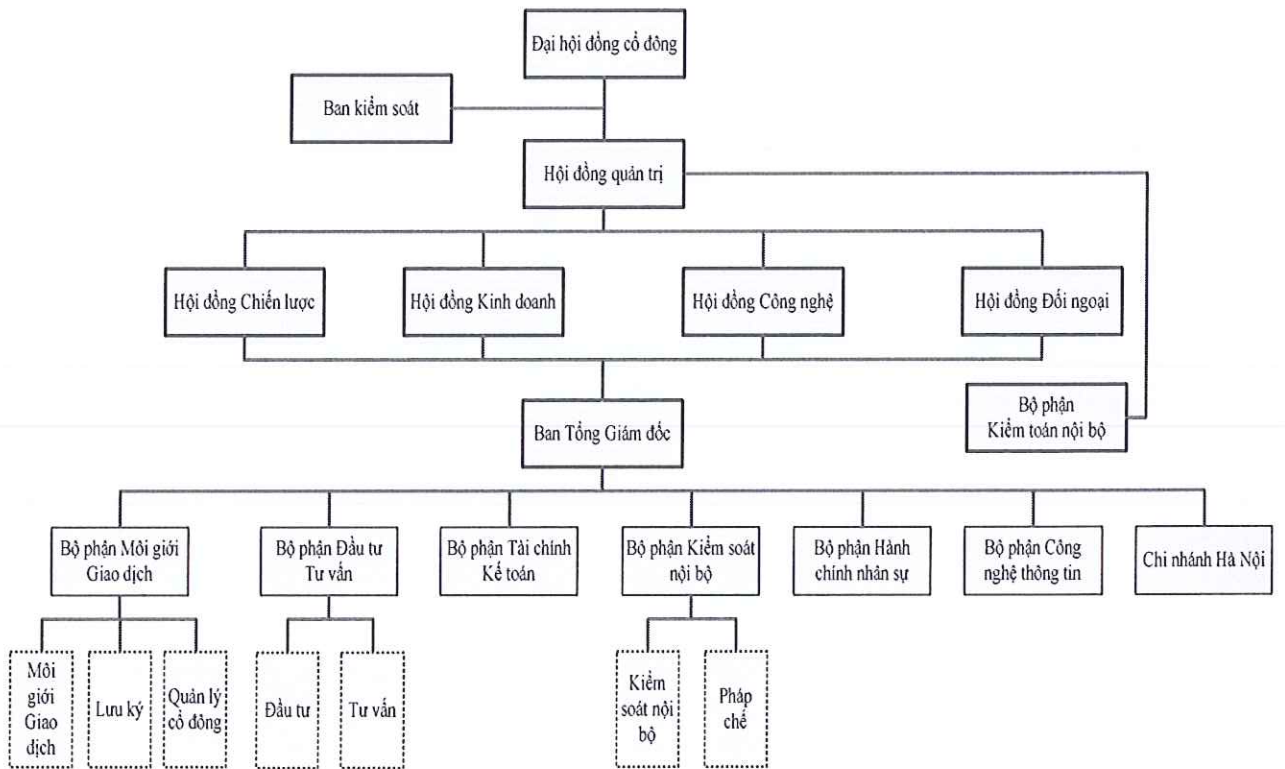 Đại hội đồng cổ đông
Ban kiểm soát
Hội đồng quản trị
Hội đồng Chiến lược
Hội đồng Kinh doanh
Hội đồng Công nghệ
Hội đồng Đối ngoại
Bộ phận
Kiểm toán nội bộ
Ban Tổng Giám đốc
Bộ phận Môi giới
Giao dịch
Bộ phận Đầu tư
Tư vấn
Bộ phận Tài chính
Kế toán
Bộ phận Kiểm soát
nội bộ
Bộ phận Hành
chính nhân sự
Bộ phận Công
nghệ thông tin
Chi nhánh Hà Nội
Môi
giới
Giao
dịch
Lưu ký
Quản lý
cổ đông
Đầu tư
Tư vấn
Kiểm
soát nội
bộ
Pháp
chế